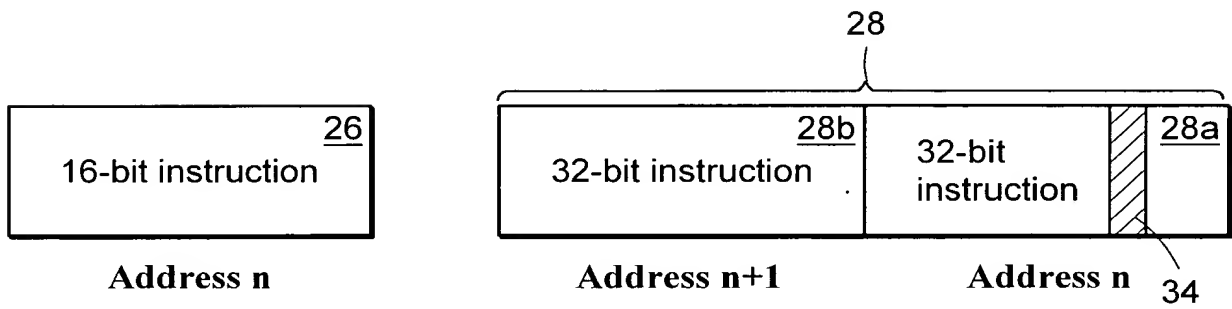 28
26
16-bit instruction
28b
32-bit instruction
28a
32-bit
instruction
Address n
Address n+1
Address n
34